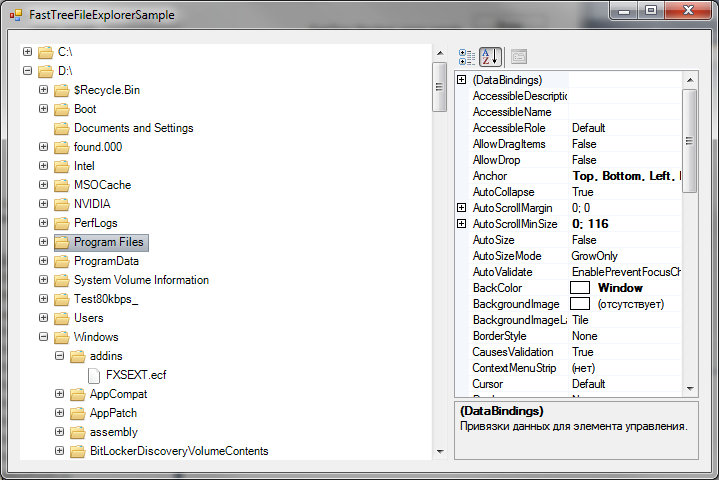 FastTreeFileExplorerSample
C:\
D:\
$Recycle.Bin
Boot
Documents and Settings
found.000
Intel
MSOCache
NVIDIA
PerfLogs
Program Files
ProgramData
System Volume Information
Test80kbps_
Users
Windows
addins
FXSEXT.ecf
AppCompat
AppPatch
assembly
BitLockerDiscoveryVolumeContents
(DataBindings)
AccessibleDescriptio
AccessibleName
AccessibleRole Default
AllowDragItems False
AllowDrop False
Anchor Top, Bottom, Left,
AutoCollapse True
AutoScrollMargin 0; 0
AutoScrollMinSize 0; 116
AutoSize False
AutoSizeMode GrowOnly
AutoValidate EnablePreventFocusCh
BackColor Window
BackgroundImage (отсутствует)
BackgroundImageLa Tile
BorderStyle None
CausesValidation True
ContextMenuStrip (нет)
Cursor Default
(DataBindings)
Привязки данных для элемента управления.